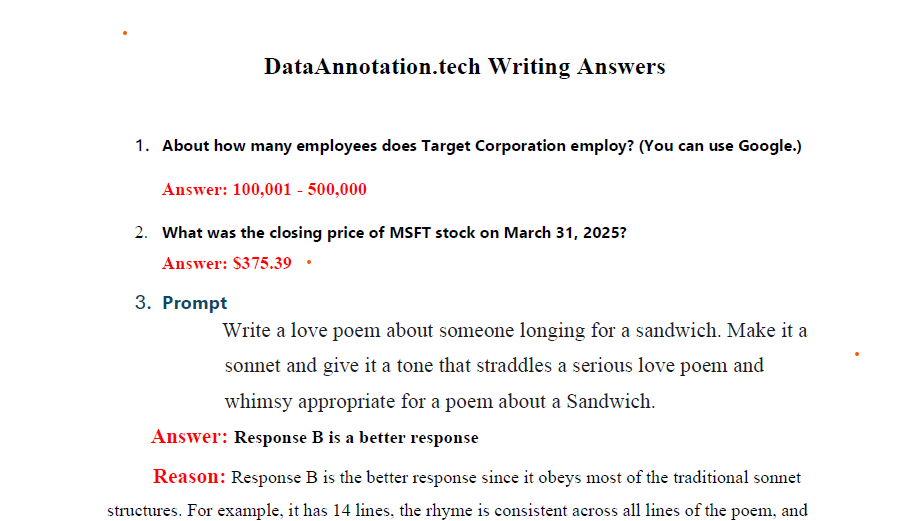 DataAnnotation.tech Writing Answers
1. About how many employees does Target Corporation employ? (You can use Google.)
Answer: 100,001 - 500,000
2. What was the closing price of MSFT stock on March 31, 2025?
Answer: $375.39
3. Prompt
Write a love poem about someone longing for a sandwich. Make it a
sonnet and give it a tone that straddles a serious love poem and
whimsy appropriate for a poem about a Sandwich.
Answer: Response B is a better response
Reason: Response B is the better response since it obeys most of the traditional sonnet
structures. For example, it has 14 lines, the rhyme is consistent across all lines of the poem, and